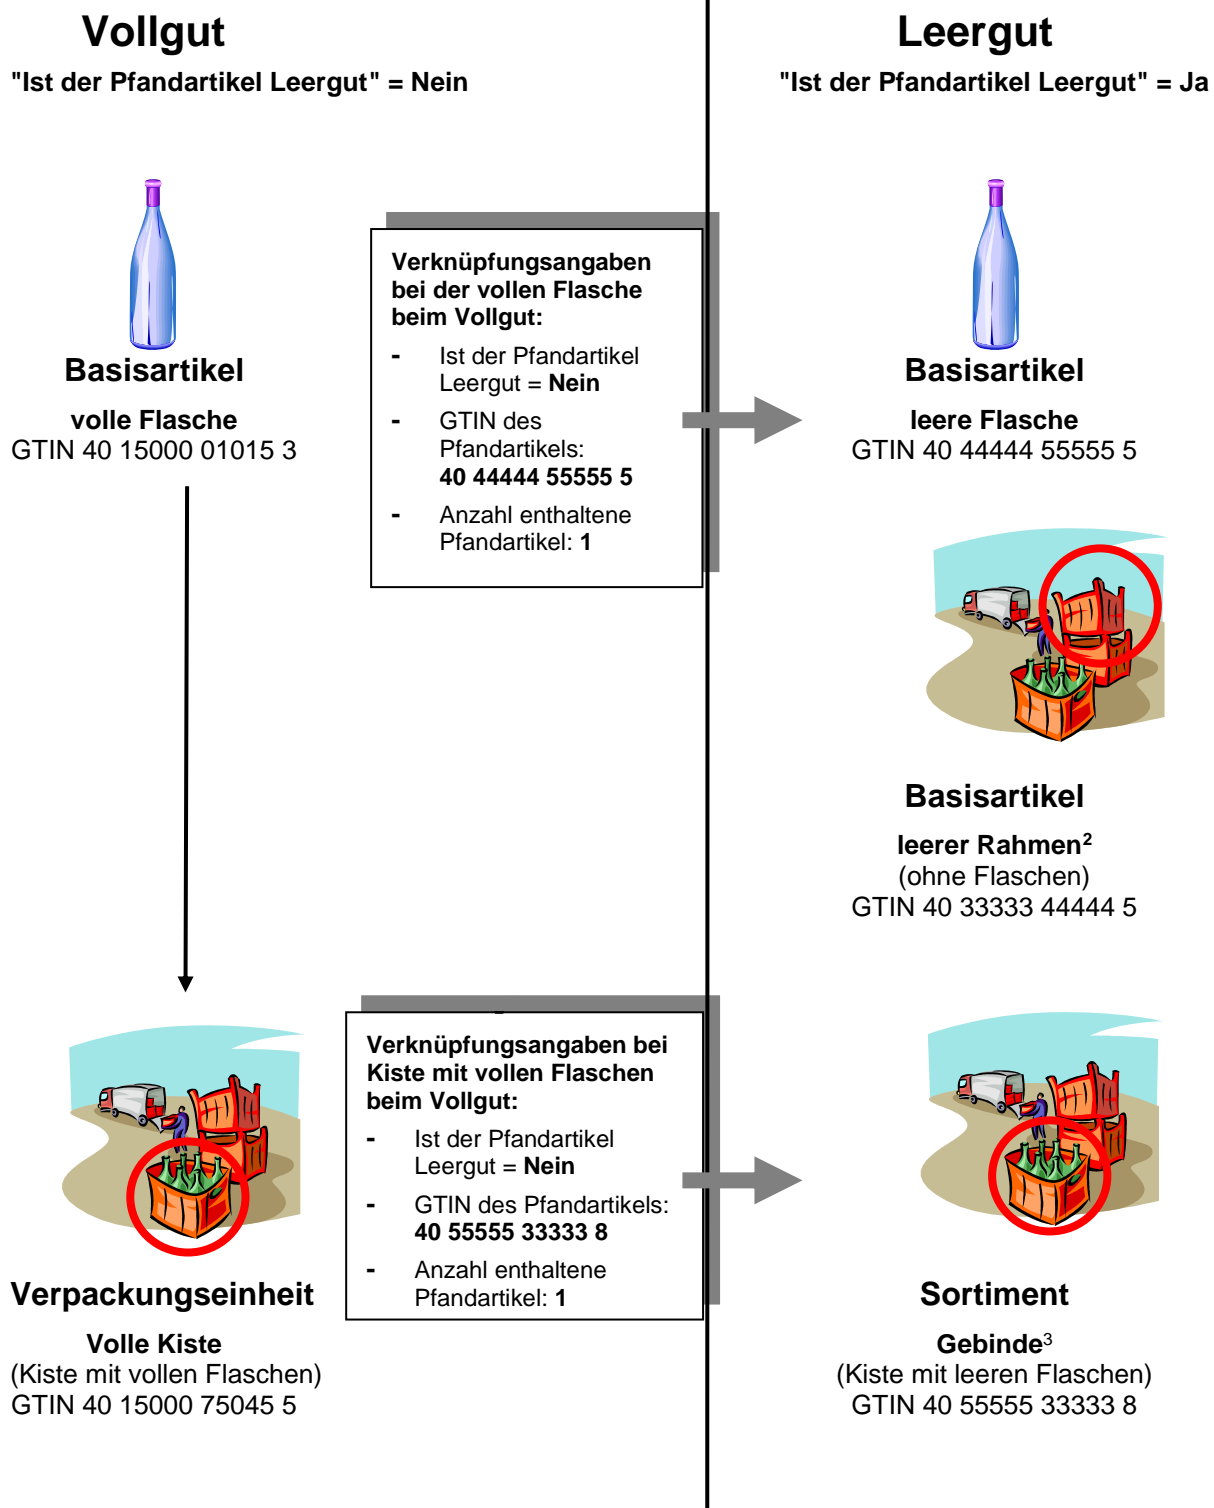 Vollgut
"Ist der Pfandartikel Leergut" = Nein
Leergut
"Ist der Pfandartikel Leergut" = Ja
Basisartikel
volle Flasche
GTIN 40 15000 01015 3
Verknüpfungsangaben
bei der vollen Flasche
beim Vollgut:
- Ist der Pfandartikel
Leergut = Nein
- GTIN des
Pfandartikels:
40 44444 55555 5
- Anzahl enthaltene
Pfandartikel: 1
Basisartikel
leere Flasche
GTIN 40 44444 55555 5
Basisartikel
leerer Rahmen²
(ohne Flaschen)
GTIN 40 33333 44444 5
Verpackungseinheit
Volle Kiste
(Kiste mit vollen Flaschen)
GTIN 40 15000 75045 5
Verknüpfungsangaben bei
Kiste mit vollen Flaschen
beim Vollgut:
- Ist der Pfandartikel
Leergut = Nein
- GTIN des Pfandartikels:
40 55555 33333 8
- Anzahl enthaltene
Pfandartikel: 1
Sortiment
Gebinde³
(Kiste mit leeren Flaschen)
GTIN 40 55555 33333 8